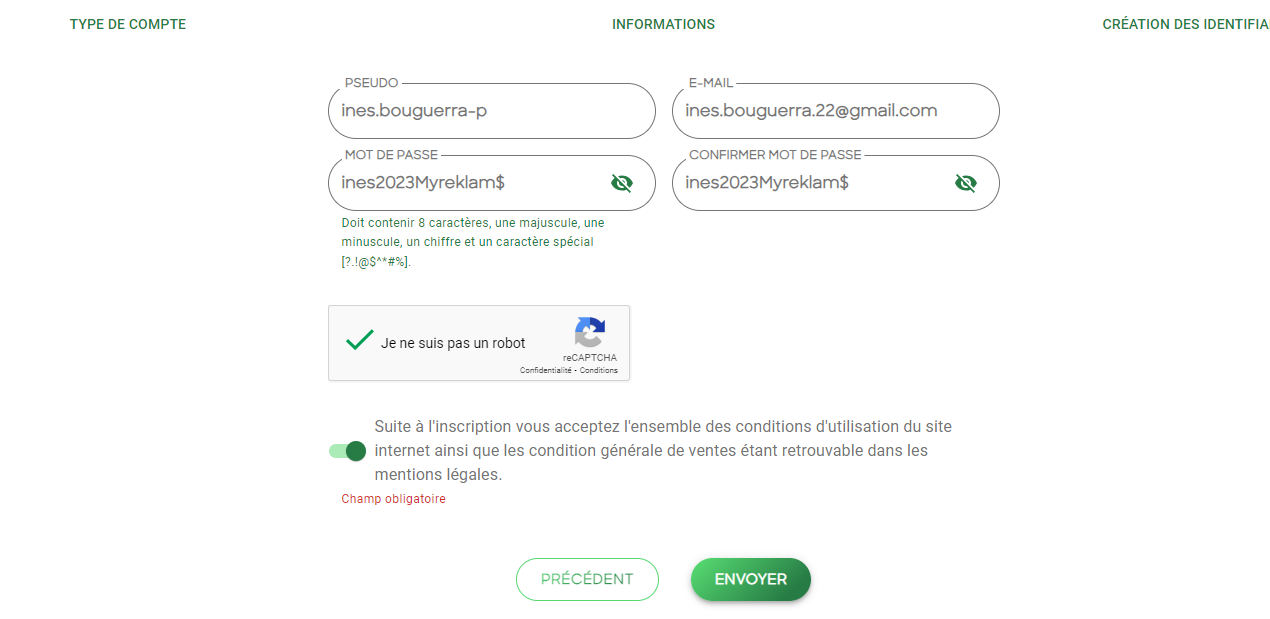 TYPE DE COMPTE
INFORMATIONS
CRÉATION DES IDENTIFIA
PSEUDO
ines.bouguerra-p
E-MAIL
ines.bouguerra.22@gmail.com
MOT DE PASSE
ines2023Myreklam$
CONFIRMER MOT DE PASSE
ines2023Myreklam$
Doit contenir 8 caractères, une majuscule, une
minuscule, un chiffre et un caractère spécial
[?.!@$^*#%].
Je ne suis pas un robot
reCAPTCHA
Confidentialité - Conditions
Suite à l'inscription vous acceptez l'ensemble des conditions d'utilisation du site
internet ainsi que les condition générale de ventes étant retrouvable dans les
mentions légales.
Champ obligatoire
PRÉCÉDENT
ENVOYER